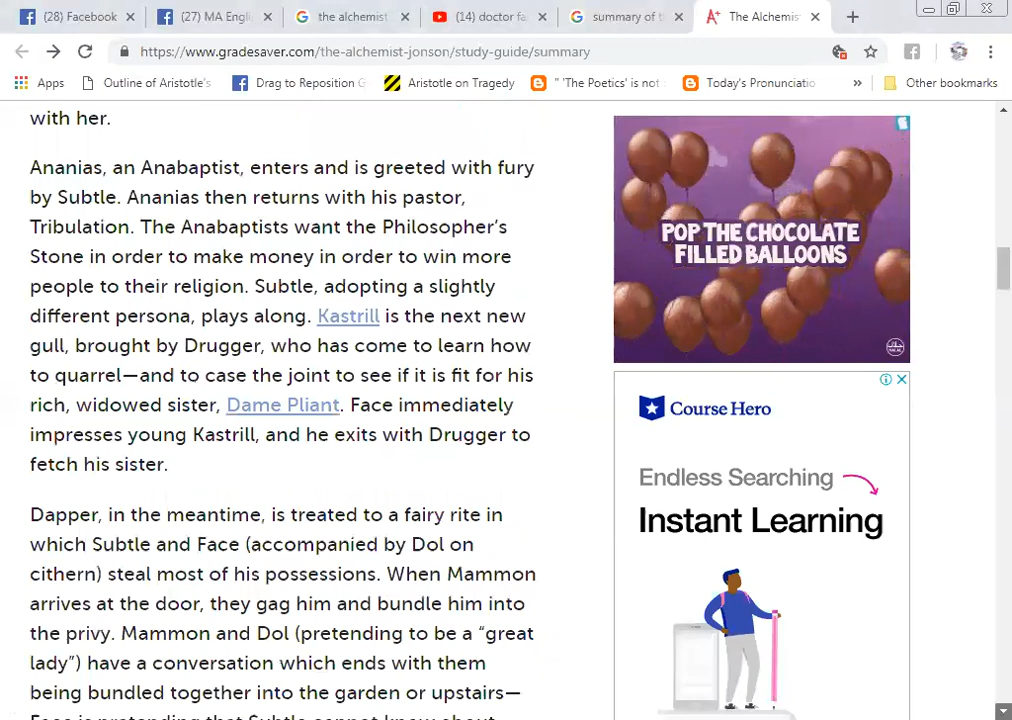 (28) Facebook
(27) MA Engli
the alchemist
(14) doctor fa
summary of t
The Alchemis
https://www.gradesaver.com/the-alchemist-jonson/study-guide/summary
Apps
Outline of Aristotle's
Drag to Reposition G
Aristotle on Tragedy
" 'The Poetics' is not
Today's Pronunciatio
»
Other bookmarks
with her.
Ananias, an Anabaptist, enters and is greeted with fury
by Subtle. Ananias then returns with his pastor,
Tribulation. The Anabaptists want the Philosopher's
Stone in order to make money in order to win more
people to their religion. Subtle, adopting a slightly
different persona, plays along. Kastrill is the next new
gull, brought by Drugger, who has come to learn how
to quarrel—and to case the joint to see if it is fit for his
rich, widowed sister, Dame Pliant. Face immediately
impresses young Kastrill, and he exits with Drugger to
fetch his sister.
Dapper, in the meantime, is treated to a fairy rite in
which Subtle and Face (accompanied by Dol on
cithern) steal most of his possessions. When Mammon
arrives at the door, they gag him and bundle him into
the privy. Mammon and Dol (pretending to be a “great
lady”) have a conversation which ends with them
being bundled together into the garden or upstairs—
Face is pretending that Subtle cannot know about
POP THE CHOCOLATE
FILLED BALLOONS
Course Hero
Endless Searching
Instant Learning